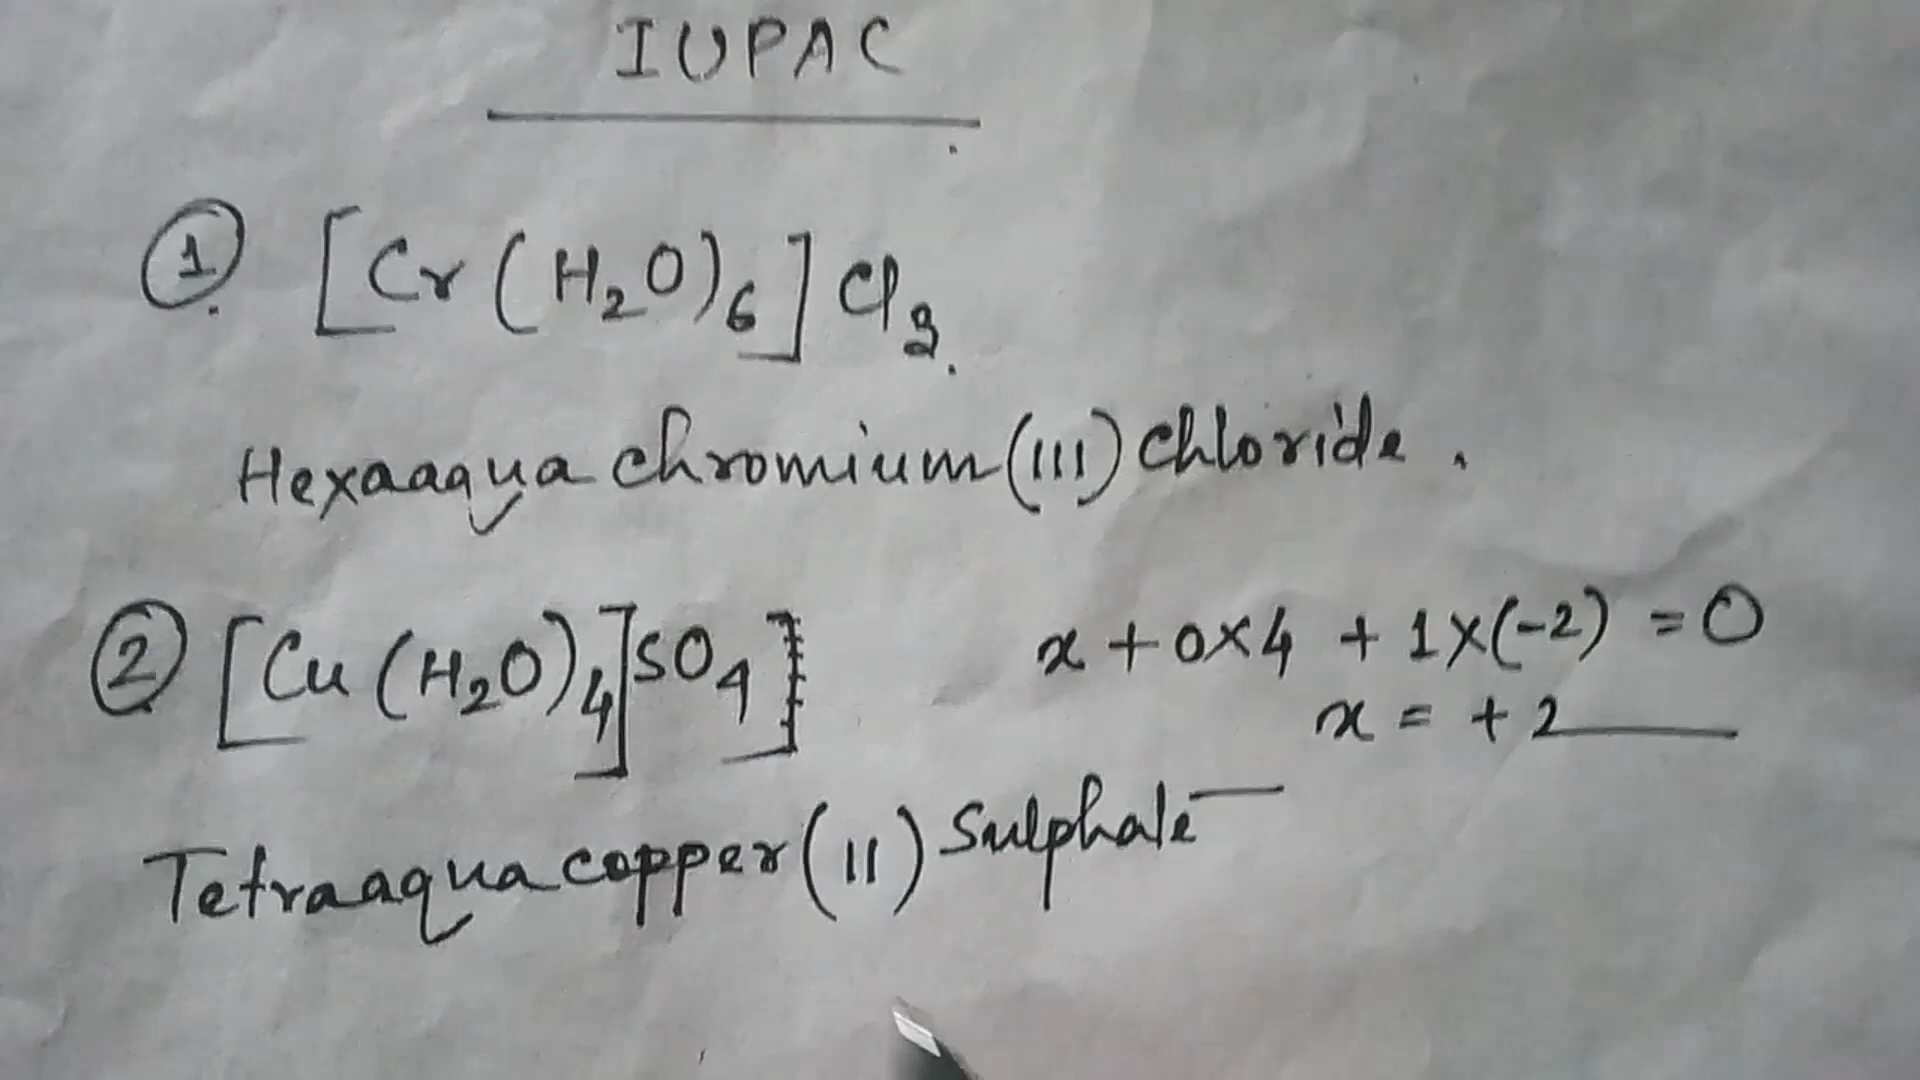 IUPAC
① [Cr(H₂O)₆]Cl₃.
Hexaaqua chromium(III) chloride.
② [Cu(H₂O)₄]SO₄]
x + 0×4 + 1×(-2) = 0
x = +2
Tetraaqua copper(II) Sulphate